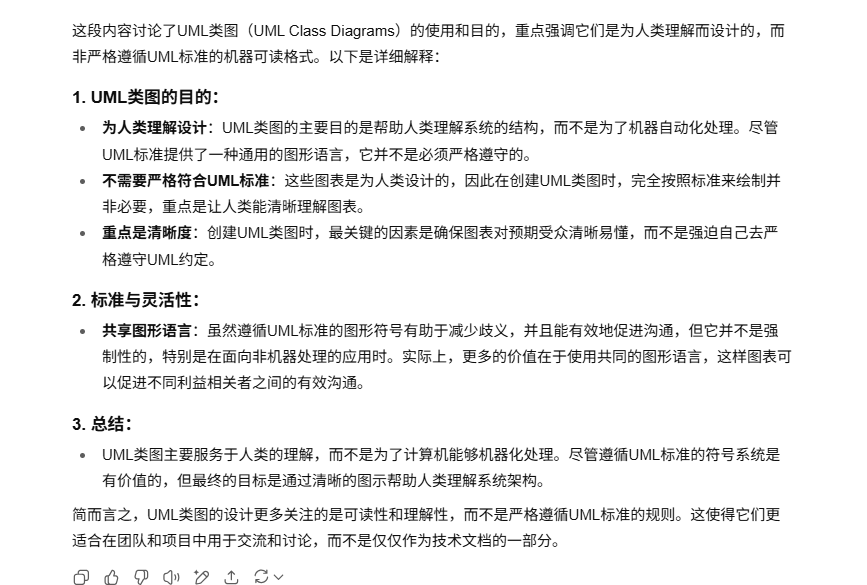 这段内容讨论了UML类图（UML Class Diagrams）的使用和目的，重点强调它们是为人类理解而设计的，而
非严格遵循UML标准的机器可读格式。以下是详细解释：
1. UML类图的目的：
为人类理解设计：UML类图的主要目的是帮助人类理解系统的结构，而不是为了机器自动化处理。尽管
UML标准提供了一种通用的图形语言，它并不是必须严格遵守的。
不需要严格符合UML标准：这些图表是为人类设计的，因此在创建UML类图时，完全按照标准来绘制并
非必要，重点是让人类能清晰理解图表。
重点是清晰度：创建UML类图时，最关键的因素是确保图表对预期受众清晰易懂，而不是强迫自己去严
格遵守UML约定。
2. 标准与灵活性：
共享图形语言：虽然遵循UML标准的图形符号有助于减少歧义，并且能有效地促进沟通，但它并不是强
制性的，特别是在面向非机器处理的应用时。实际上，更多的价值在于使用共同的图形语言，这样图表可
以促进不同利益相关者之间的有效沟通。
3. 总结：
UML类图主要服务于人类的理解，而不是为了计算机能够机器化处理。尽管遵循UML标准的符号系统是
有价值的，但最终的目标是通过清晰的图示帮助人类理解系统架构。
简而言之，UML类图的设计更多关注的是可读性和理解性，而不是严格遵循UML标准的规则。这使得它们更
适合在团队和项目中用于交流和讨论，而不是仅仅作为技术文档的一部分。